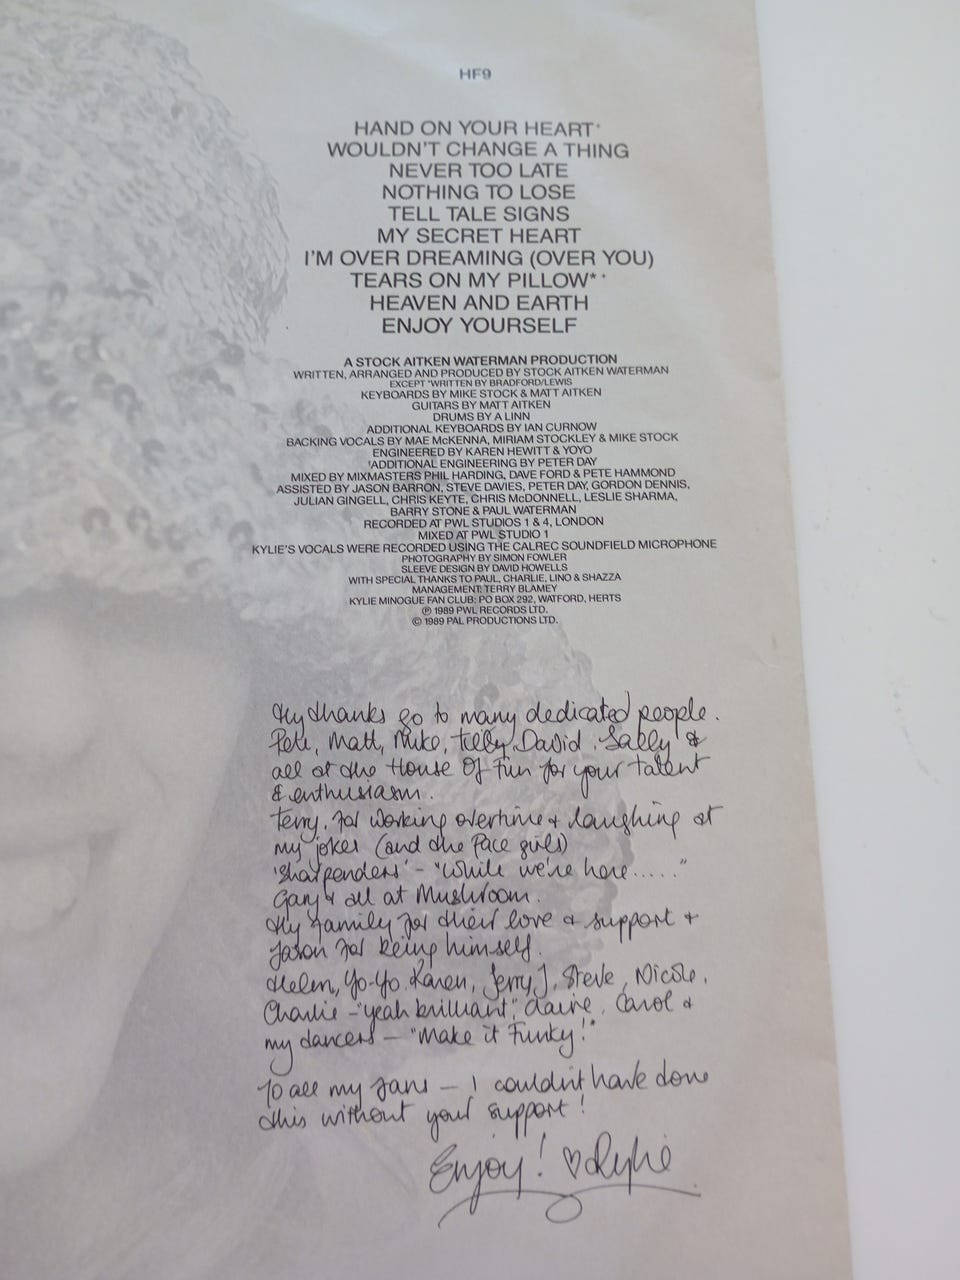 HF9
HAND ON YOUR HEART•
WOULDN'T CHANGE A THING
NEVER TOO LATE
NOTHING TO LOSE
TELL TALE SIGNS
MY SECRET HEART
I'M OVER DREAMING (OVER YOU)
TEARS ON MY PILLOW*•
HEAVEN AND EARTH
ENJOY YOURSELF
A STOCK AITKEN WATERMAN PRODUCTION
WRITTEN, ARRANGED AND PRODUCED BY STOCK AITKEN WATERMAN
EXCEPT *WRITTEN BY BRADFORD/LEWIS
KEYBOARDS BY MIKE STOCK & MATT AITKEN
GUITARS BY MATT AITKEN
DRUMS BY A LINN
ADDITIONAL KEYBOARDS BY IAN CURNOW
BACKING VOCALS BY MAE McKENNA, MIRIAM STOCKLEY & MIKE STOCK
ENGINEERED BY KAREN HEWITT & YOYO
•ADDITIONAL ENGINEERING BY PETER DAY
MIXED BY MIXMASTERS PHIL HARDING, DAVE FORD & PETE HAMMOND
ASSISTED BY JASON BARRON, STEVE DAVIES, PETER DAY, GORDON DENNIS,
JULIAN GINGELL, CHRIS KEYTE, CHRIS McDONNELL, LESLIE SHARMA,
BARRY STONE & PAUL WATERMAN
RECORDED AT PWL STUDIOS 1 & 4, LONDON
MIXED AT PWL STUDIO 1
KYLIE'S VOCALS WERE RECORDED USING THE CALREC SOUNDFIELD MICROPHONE
PHOTOGRAPHY BY SIMON FOWLER
SLEEVE DESIGN BY DAVID HOWELLS
WITH SPECIAL THANKS TO PAUL, CHARLIE, LINO & SHAZZA
MANAGEMENT: TERRY BLAMEY
KYLIE MINOGUE FAN CLUB: PO BOX 292, WATFORD, HERTS
℗ 1989 PWL RECORDS LTD.
© 1989 PAL PRODUCTIONS LTD.
My thanks go to many dedicated people.
Pete, Matt, Mike, Tilly, David, Sally &
all at the House Of Fun for your talent
& enthusiasm.
Terry, for working overtime + laughing at
my jokes (and the Pace girls)
'Sharpenders' - "While we're here....."
Gary & all at Mushroom.
My family for their love & support +
Jason for being himself.
Helen, Yo-Yo, Karen, Jerry J, Steve, Nicole,
Charlie - "yeah brilliant", Claire, Carol &
my dancers - "Make it Funky!"
To all my fans - I couldn't have done
this without your support!
Enjoy! ♡ Kylie